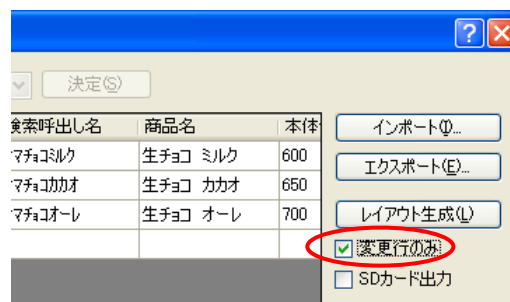 決定(S)
検索呼出し名 商品名 本体
ﾏﾁｮｺﾐﾙｸ 生ﾁｮｺ ミルク 600
ﾏﾁｮｺｶｶｵ 生ﾁｮｺ カカオ 650
ﾏﾁｮｺｵｰﾚ 生ﾁｮｺ オーレ 700
インポート(I)...
エクスポート(E)...
レイアウト生成(L)
変更行のみ
SDカード出力